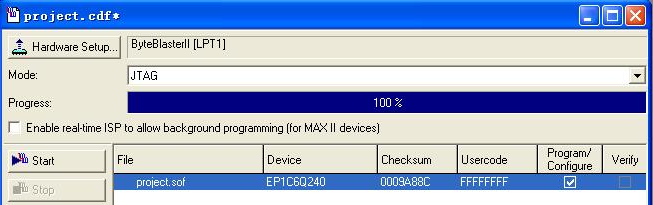 project.cdf*
Hardware Setup... ByteBlasterII [LPT1]
Mode: JTAG
Progress: 100 %
Enable real-time ISP to allow background programming (for MAX II devices)
Start
Stop
File Device Checksum Usercode Program/ Configure Verify
project.sof EP1C6Q240 0009A88C FFFFFFFF